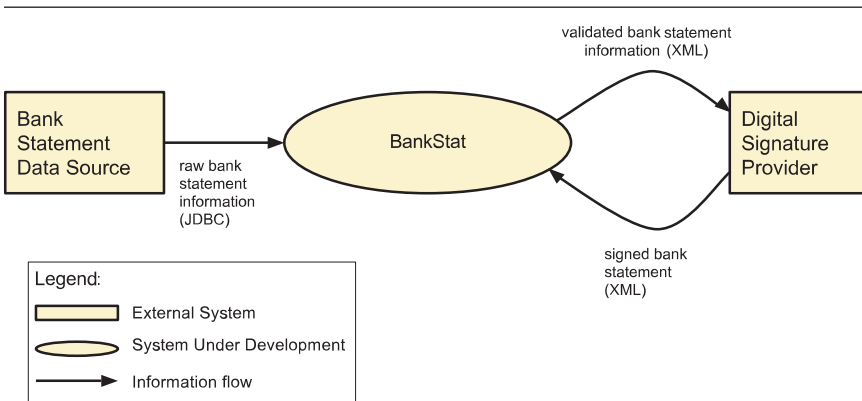 validated bank statement
information (XML)
Bank
Statement
Data Source
BankStat
Digital
Signature
Provider
raw bank
statement
information
(JDBC)
signed bank
statement
(XML)
Legend:
External System
System Under Development
Information flow